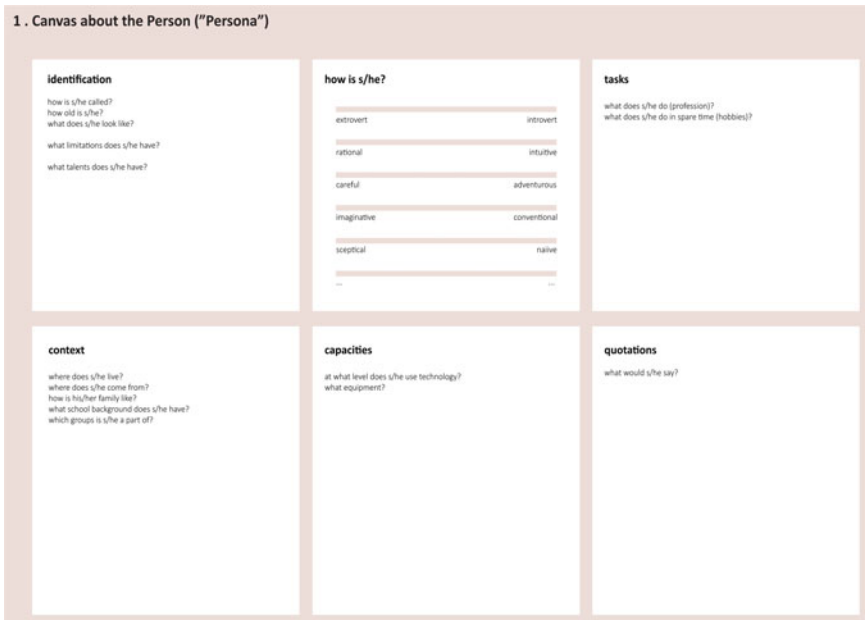 1 . Canvas about the Person ("Persona")
identification
how is s/he called?
how old is s/he?
what does s/he look like?
what limitations does s/he have?
what talents does s/he have?
how is s/he?
extrovert introvert
rational intuitive
careful adventurous
imaginative conventional
sceptical naiive
... ...
tasks
what does s/he do (profession)?
what does s/he do in spare time (hobbies)?
context
where does s/he live?
where does s/he come from?
how is his/her family like?
what school background does s/he have?
which groups is s/he a part of?
capacities
at what level does s/he use technology?
what equipment?
quotations
what would s/he say?